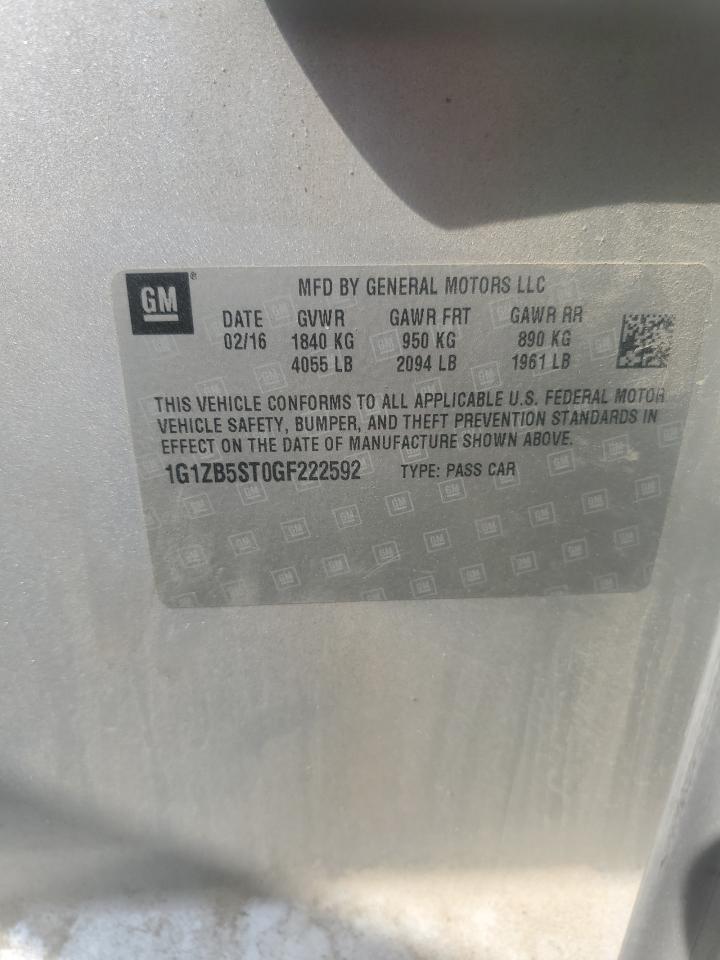 GM®
MFD BY GENERAL MOTORS LLC
DATE GVWR GAWR FRT GAWR RR
02/16 1840 KG 950 KG 890 KG
4055 LB 2094 LB 1961 LB
THIS VEHICLE CONFORMS TO ALL APPLICABLE U.S. FEDERAL MOTOR
VEHICLE SAFETY, BUMPER, AND THEFT PREVENTION STANDARDS IN
EFFECT ON THE DATE OF MANUFACTURE SHOWN ABOVE.
1G1ZB5ST0GF222592 TYPE: PASS CAR